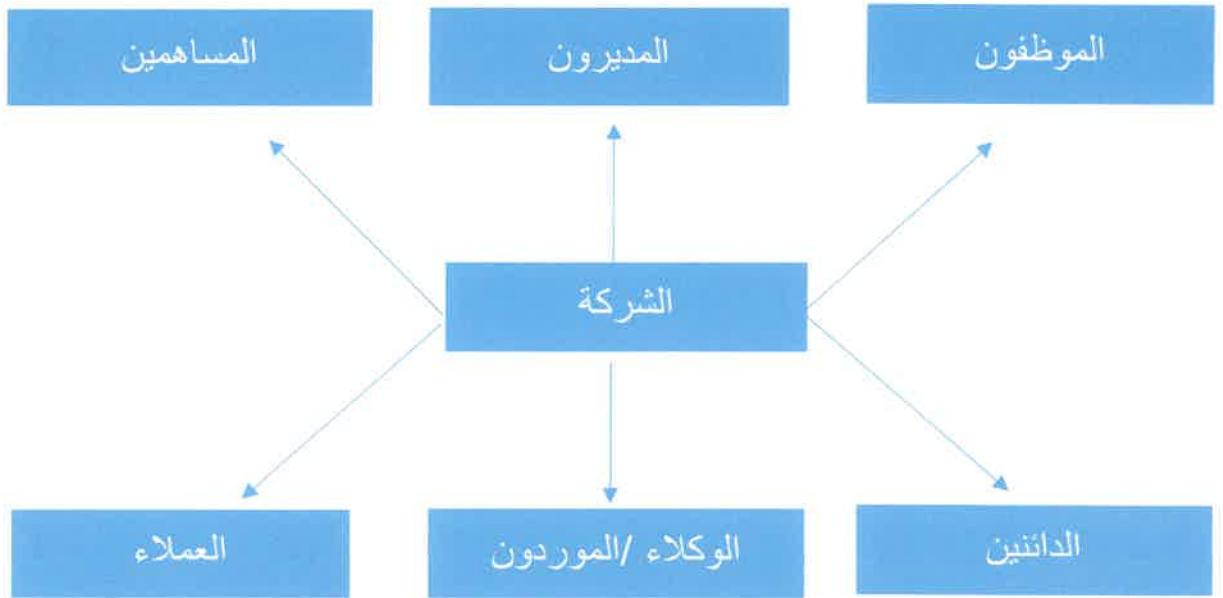 الموظفون
المديرون
المساهمين
الشركة
الدائنين
الوكلاء /الموردون
العملاء